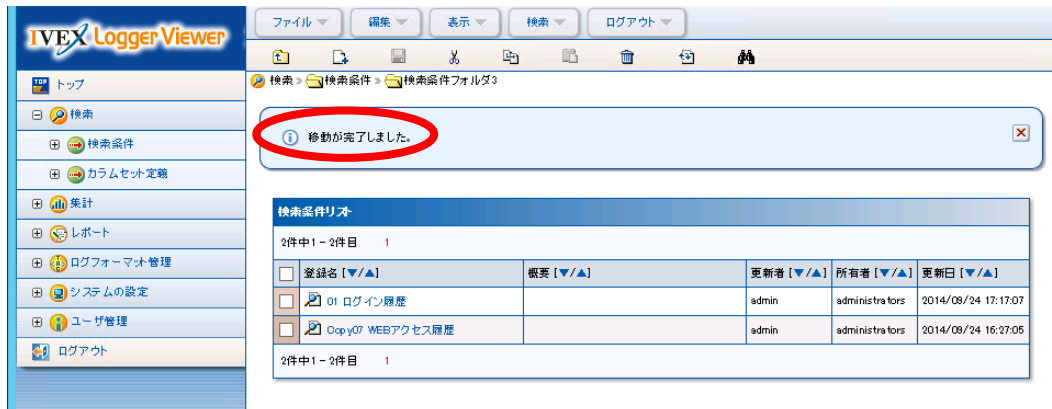 IVEX Logger Viewer
ファイル 編集 表示 検索 ログアウト
検索 » 検索条件 » 検索条件フォルダ3
TOP トップ
検索
検索条件
カラムセット定義
集計
レポート
ログフォーマット管理
システムの設定
ユーザ管理
ログアウト
移動が完了しました。
検索条件リスト
2件中1-2件目 1
登録名 [▼/▲] 概要 [▼/▲] 更新者 [▼/▲] 所有者 [▼/▲] 更新日 [▼/▲]
01 ログイン履歴 admin administrators 2014/09/24 17:17:07
Copy07 WEBアクセス履歴 admin administrators 2014/09/24 16:27:05
2件中1-2件目 1